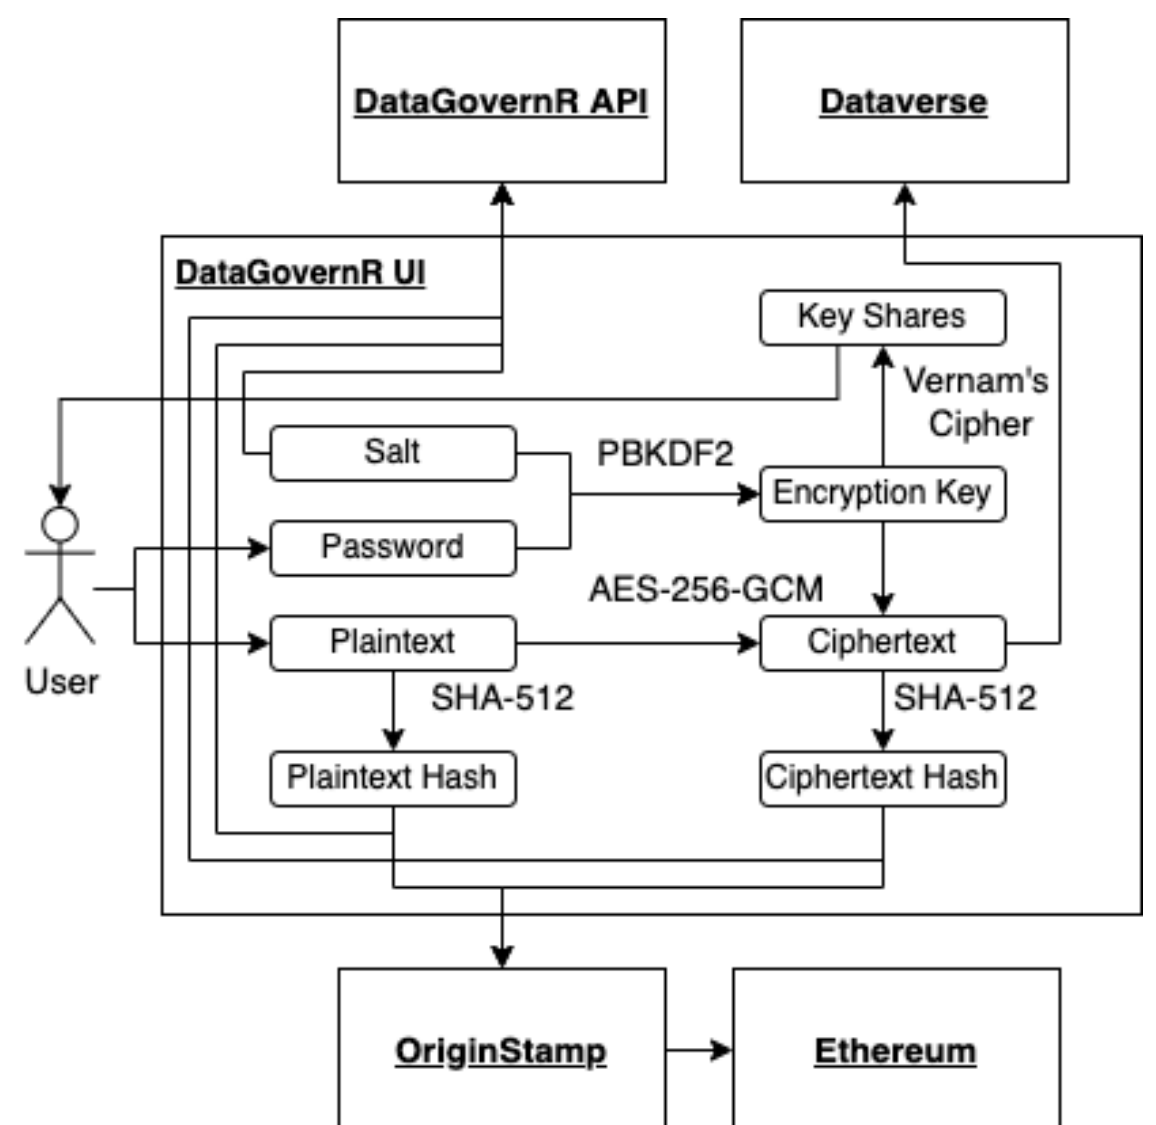 DataGovernR API
Dataverse
DataGovernR UI
Key Shares
Vernam's
Cipher
Salt
PBKDF2
Encryption Key
Password
AES-256-GCM
Plaintext
Ciphertext
User
SHA-512
SHA-512
Plaintext Hash
Ciphertext Hash
OriginStamp
Ethereum